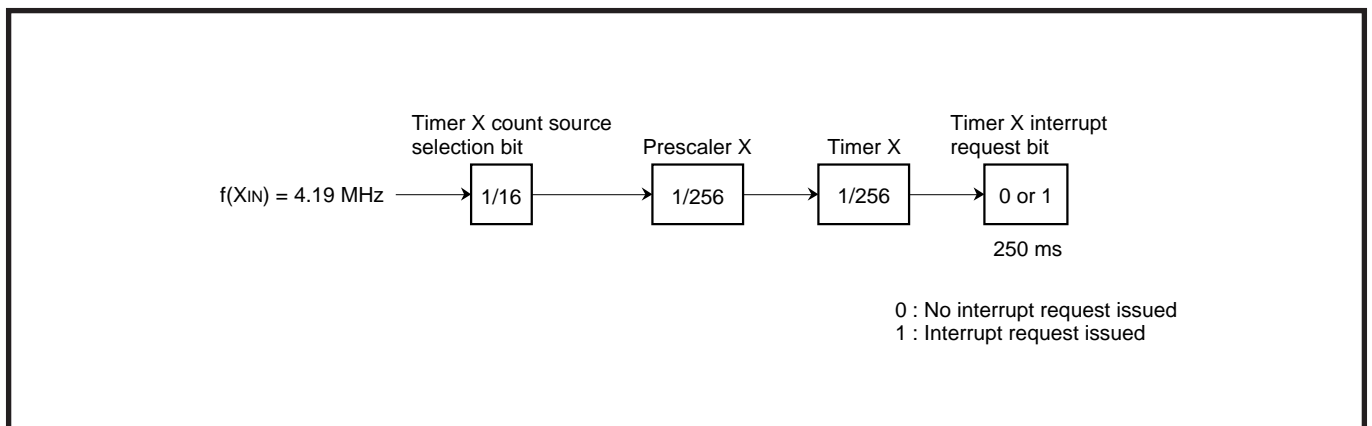 Timer X count source
selection bit
Prescaler X
Timer X
Timer X interrupt
request bit
f(XIN) = 4.19 MHz
1/16
1/256
1/256
0 or 1
250 ms
0 : No interrupt request issued
1 : Interrupt request issued